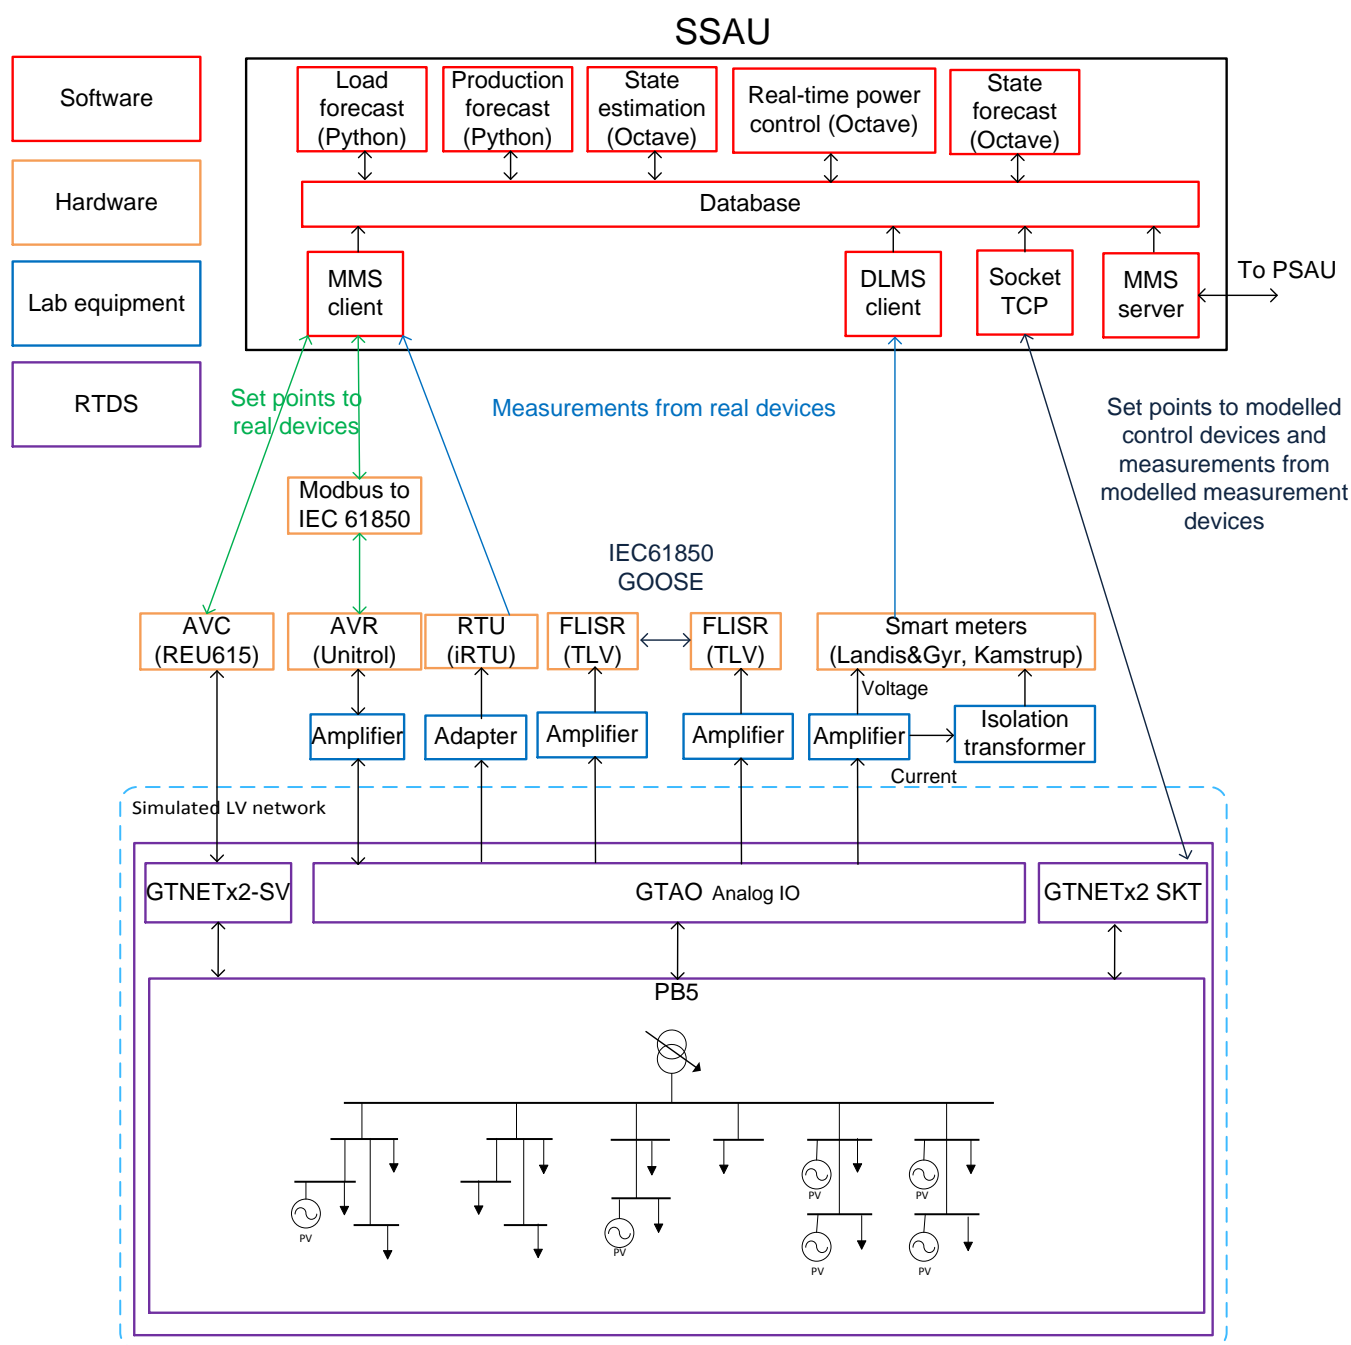 SSAU
Software
Hardware
Lab equipment
RTDS
Load
forecast
(Python)
Production
forecast
(Python)
State
estimation
(Octave)
Real-time power
control (Octave)
State
forecast
(Octave)
Database
MMS
client
DLMS
client
Socket
TCP
MMS
server
To PSAU
Set points to
real devices
Measurements from real devices
Set points to modelled
control devices and
measurements from
modelled measurement
devices
Modbus to
IEC 61850
IEC61850
GOOSE
AVC
(REU615)
AVR
(Unitrol)
RTU
(iRTU)
FLISR
(TLV)
FLISR
(TLV)
Smart meters
(Landis&Gyr, Kamstrup)
Voltage
Amplifier
Adapter
Amplifier
Amplifier
Amplifier
Isolation
transformer
Current
Simulated LV network
GTNETx2-SV
GTAO Analog IO
GTNETx2 SKT
PB5
PV
PV
PV
PV
PV
PV